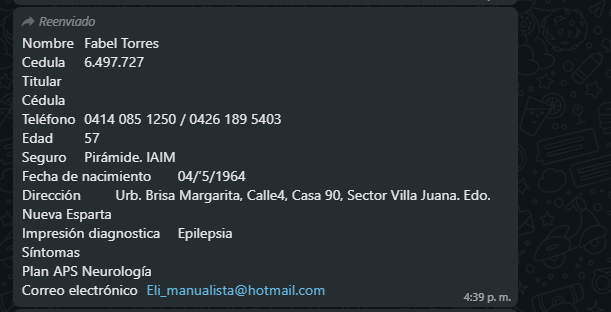 Reenviado
Nombre Fabel Torres
Cedula 6.497.727
Titular
Cédula
Teléfono 0414 085 1250 / 0426 189 5403
Edad 57
Seguro Pirámide. IAIM
Fecha de nacimiento 04/'5/1964
Dirección Urb. Brisa Margarita, Calle4, Casa 90, Sector Villa Juana. Edo.
Nueva Esparta
Impresión diagnostica Epilepsia
Síntomas
Plan APS Neurología
Correo electrónico Eli_manualista@hotmail.com
4:39 p. m.